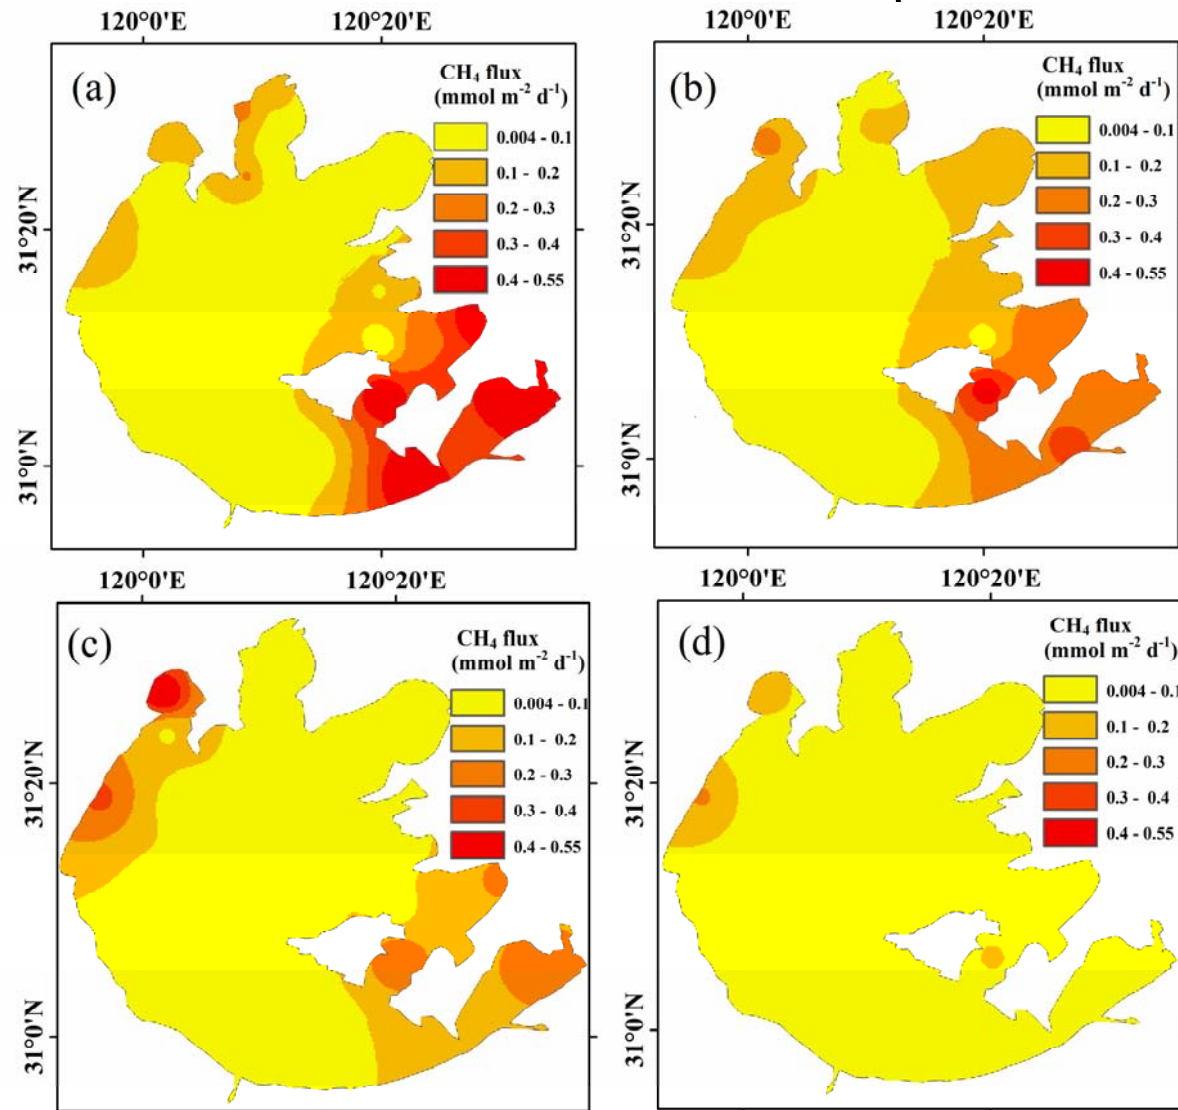 120°0'E 120°20'E 120°0'E 120°20'E
(a)
CH₄ flux
(mmol m⁻² d⁻¹)
0.004 - 0.1
0.1 - 0.2
0.2 - 0.3
0.3 - 0.4
0.4 - 0.55
31°20'N
31°0'N
(b)
CH₄ flux
(mmol m⁻² d⁻¹)
0.004 - 0.1
0.1 - 0.2
0.2 - 0.3
0.3 - 0.4
0.4 - 0.55
31°20'N
31°0'N
120°0'E 120°20'E 120°0'E 120°20'E
(c)
CH₄ flux
(mmol m⁻² d⁻¹)
0.004 - 0.1
0.1 - 0.2
0.2 - 0.3
0.3 - 0.4
0.4 - 0.55
31°20'N
31°0'N
(d)
CH₄ flux
(mmol m⁻² d⁻¹)
0.004 - 0.1
0.1 - 0.2
0.2 - 0.3
0.3 - 0.4
0.4 - 0.55
31°20'N
31°0'N